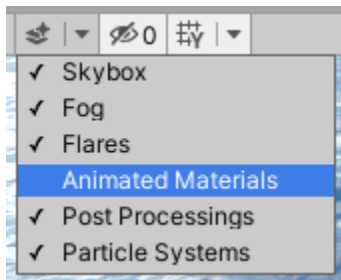 0
Skybox
Fog
Flares
Animated Materials
Post Processings
Particle Systems